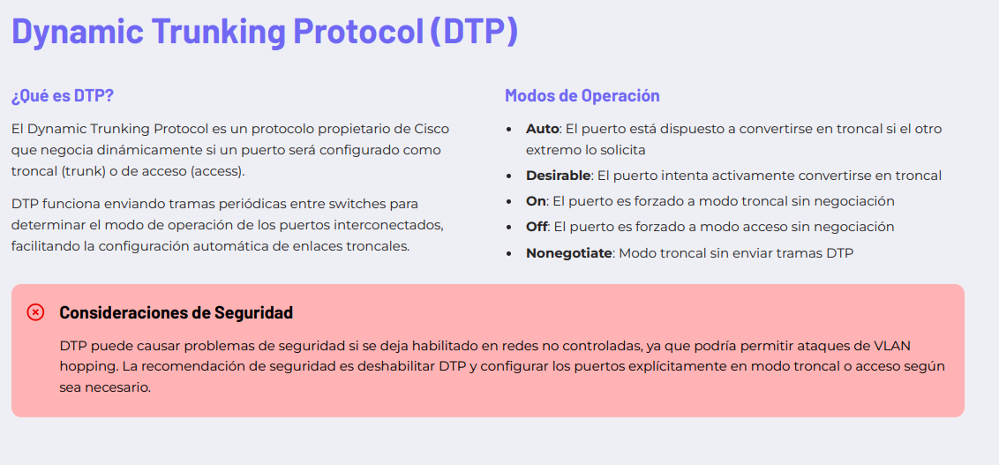 Dynamic Trunking Protocol (DTP)
¿Qué es DTP?
El Dynamic Trunking Protocol es un protocolo propietario de Cisco
que negocia dinámicamente si un puerto será configurado como
troncal (trunk) o de acceso (access).
DTP funciona enviando tramas periódicas entre switches para
determinar el modo de operación de los puertos interconectados,
facilitando la configuración automática de enlaces troncales.
Modos de Operación
Auto: El puerto está dispuesto a convertirse en troncal si el otro
extremo lo solicita
Desirable: El puerto intenta activamente convertirse en troncal
On: El puerto es forzado a modo troncal sin negociación
Off: El puerto es forzado a modo acceso sin negociación
Nonegotiate: Modo troncal sin enviar tramas DTP
Consideraciones de Seguridad
DTP puede causar problemas de seguridad si se deja habilitado en redes no controladas, ya que podría permitir ataques de VLAN
hopping. La recomendación de seguridad es deshabilitar DTP y configurar los puertos explícitamente en modo troncal o acceso según
sea necesario.